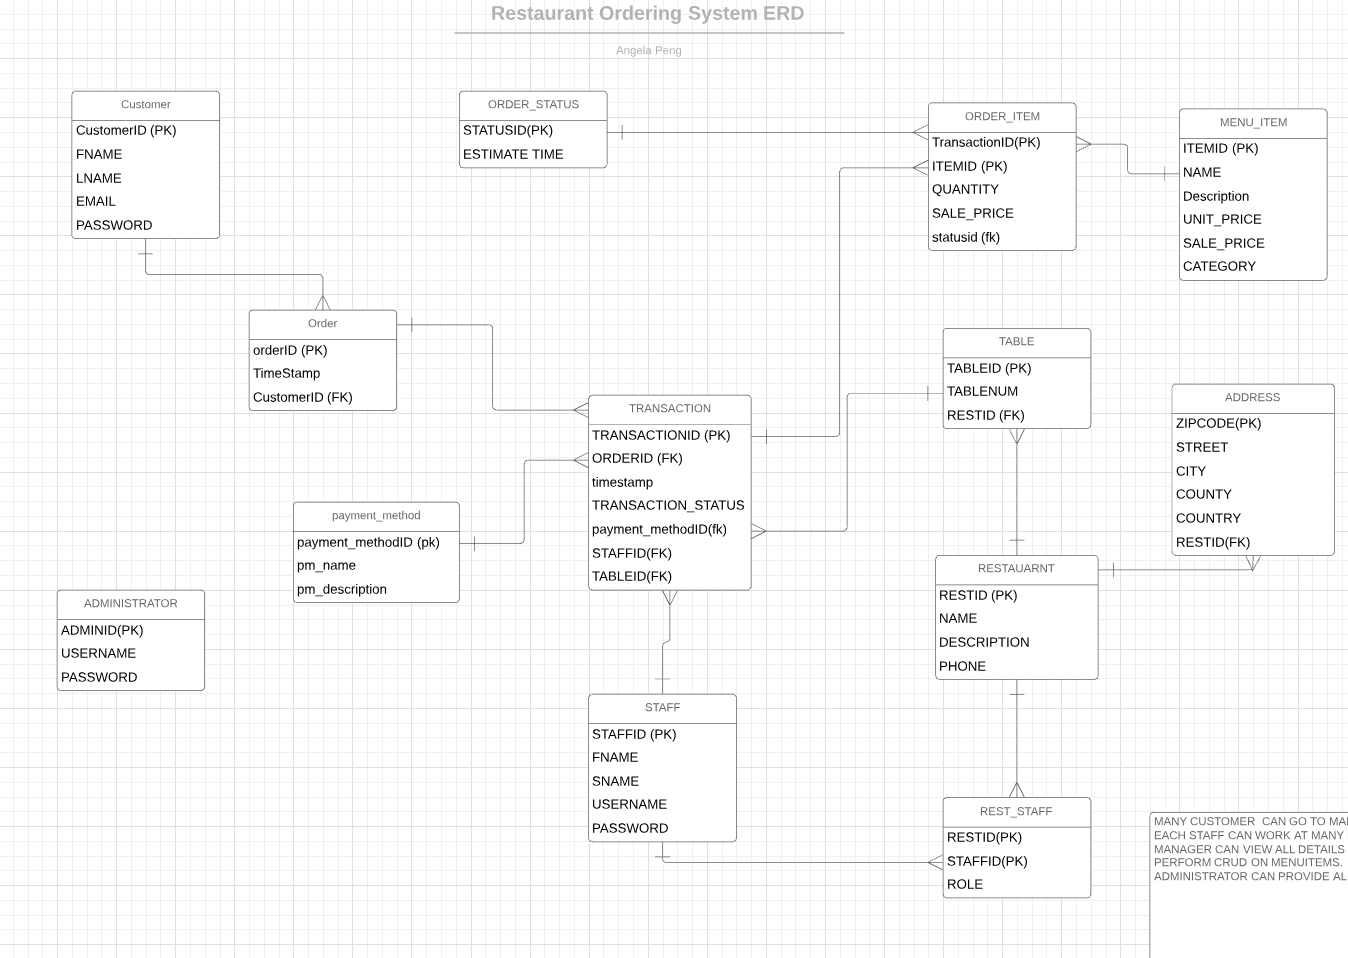 Restaurant Ordering System ERD
Angela Peng
Customer
CustomerID (PK)
FNAME
LNAME
EMAIL
PASSWORD
ORDER_STATUS
STATUSID(PK)
ESTIMATE TIME
ORDER_ITEM
TransactionID(PK)
ITEMID (PK)
QUANTITY
SALE_PRICE
statusid (fk)
MENU_ITEM
ITEMID (PK)
NAME
Description
UNIT_PRICE
SALE_PRICE
CATEGORY
Order
orderID (PK)
TimeStamp
CustomerID (FK)
TRANSACTION
TRANSACTIONID (PK)
ORDERID (FK)
timestamp
TRANSACTION_STATUS
payment_methodID(fk)
STAFFID(FK)
TABLEID(FK)
TABLE
TABLEID (PK)
TABLENUM
RESTID (FK)
ADDRESS
ZIPCODE(PK)
STREET
CITY
COUNTY
COUNTRY
RESTID(FK)
payment_method
payment_methodID (pk)
pm_name
pm_description
ADMINISTRATOR
ADMINID(PK)
USERNAME
PASSWORD
RESTAUARNT
RESTID (PK)
NAME
DESCRIPTION
PHONE
STAFF
STAFFID (PK)
FNAME
SNAME
USERNAME
PASSWORD
REST_STAFF
RESTID(PK)
STAFFID(PK)
ROLE
MANY CUSTOMER CAN GO TO
EACH STAFF CAN WORK AT MANY
MANAGER CAN VIEW ALL DETAILS
PERFORM CRUD ON MENUITEMS.
ADMINISTRATOR CAN PROVIDE